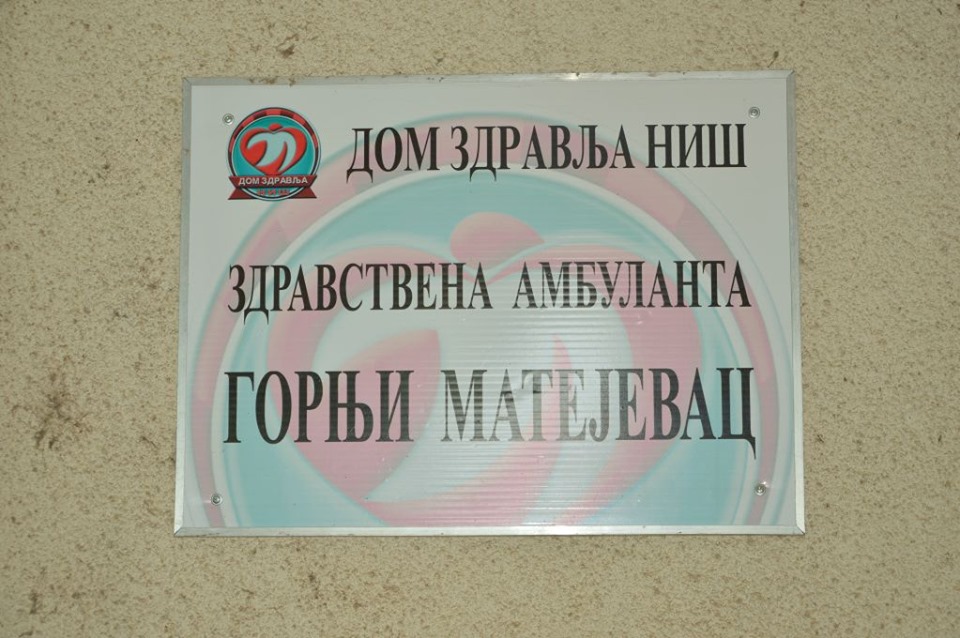 ДОМ ЗДРАВЉА НИШ
ДОМ ЗДРАВЉА
ЗДРАВСТВЕНА АМБУЛАНТА
ГОРЊИ МАТЕЈЕВАЦ